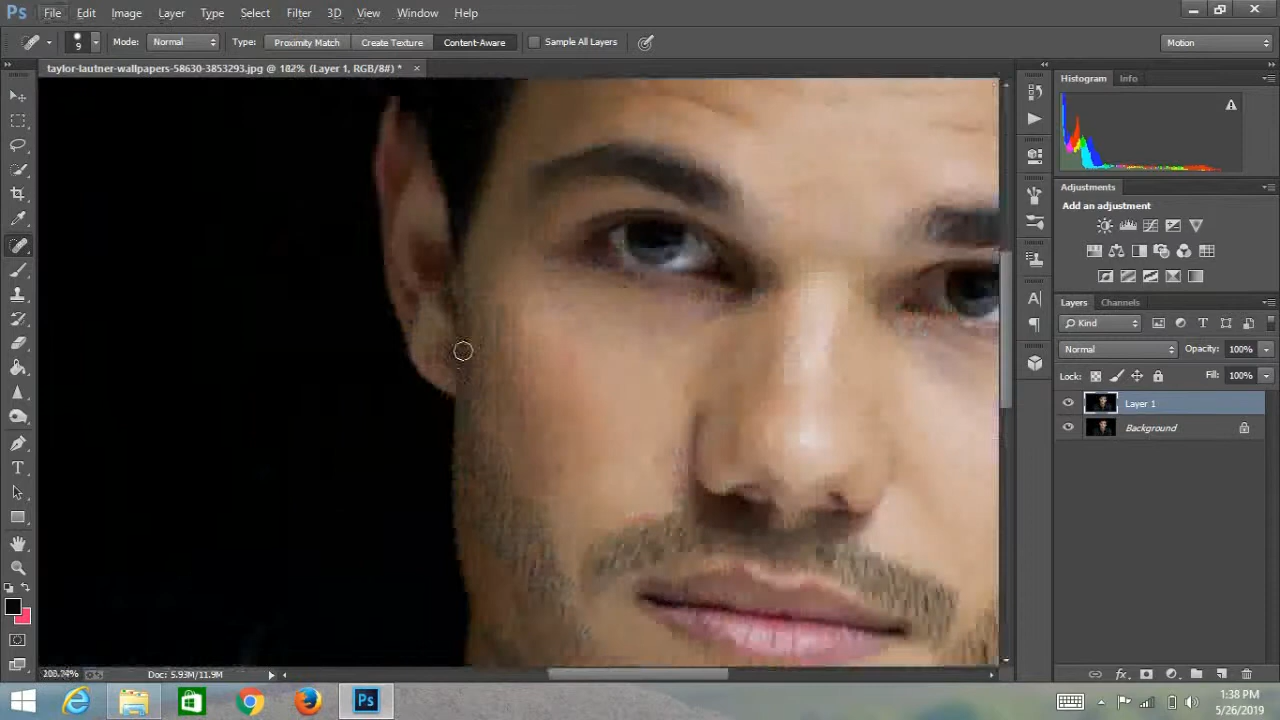 Ps File Edit Image Layer Type Select Filter 3D View Window Help
9 Mode: Normal Type: Proximity Match Create Texture Content-Aware Sample All Layers Motion
taylor-lautner-wallpapers-58630-3853293.jpg @ 182% (Layer 1, RGB/8#) * ×
Histogram Info
Adjustments
Add an adjustment
Layers Channels
Kind
Normal Opacity: 100%
Lock: Fill: 100%
Layer 1
Background
Doc: 5.93M/11.9M
Ps
1:38 PM
5/26/2019